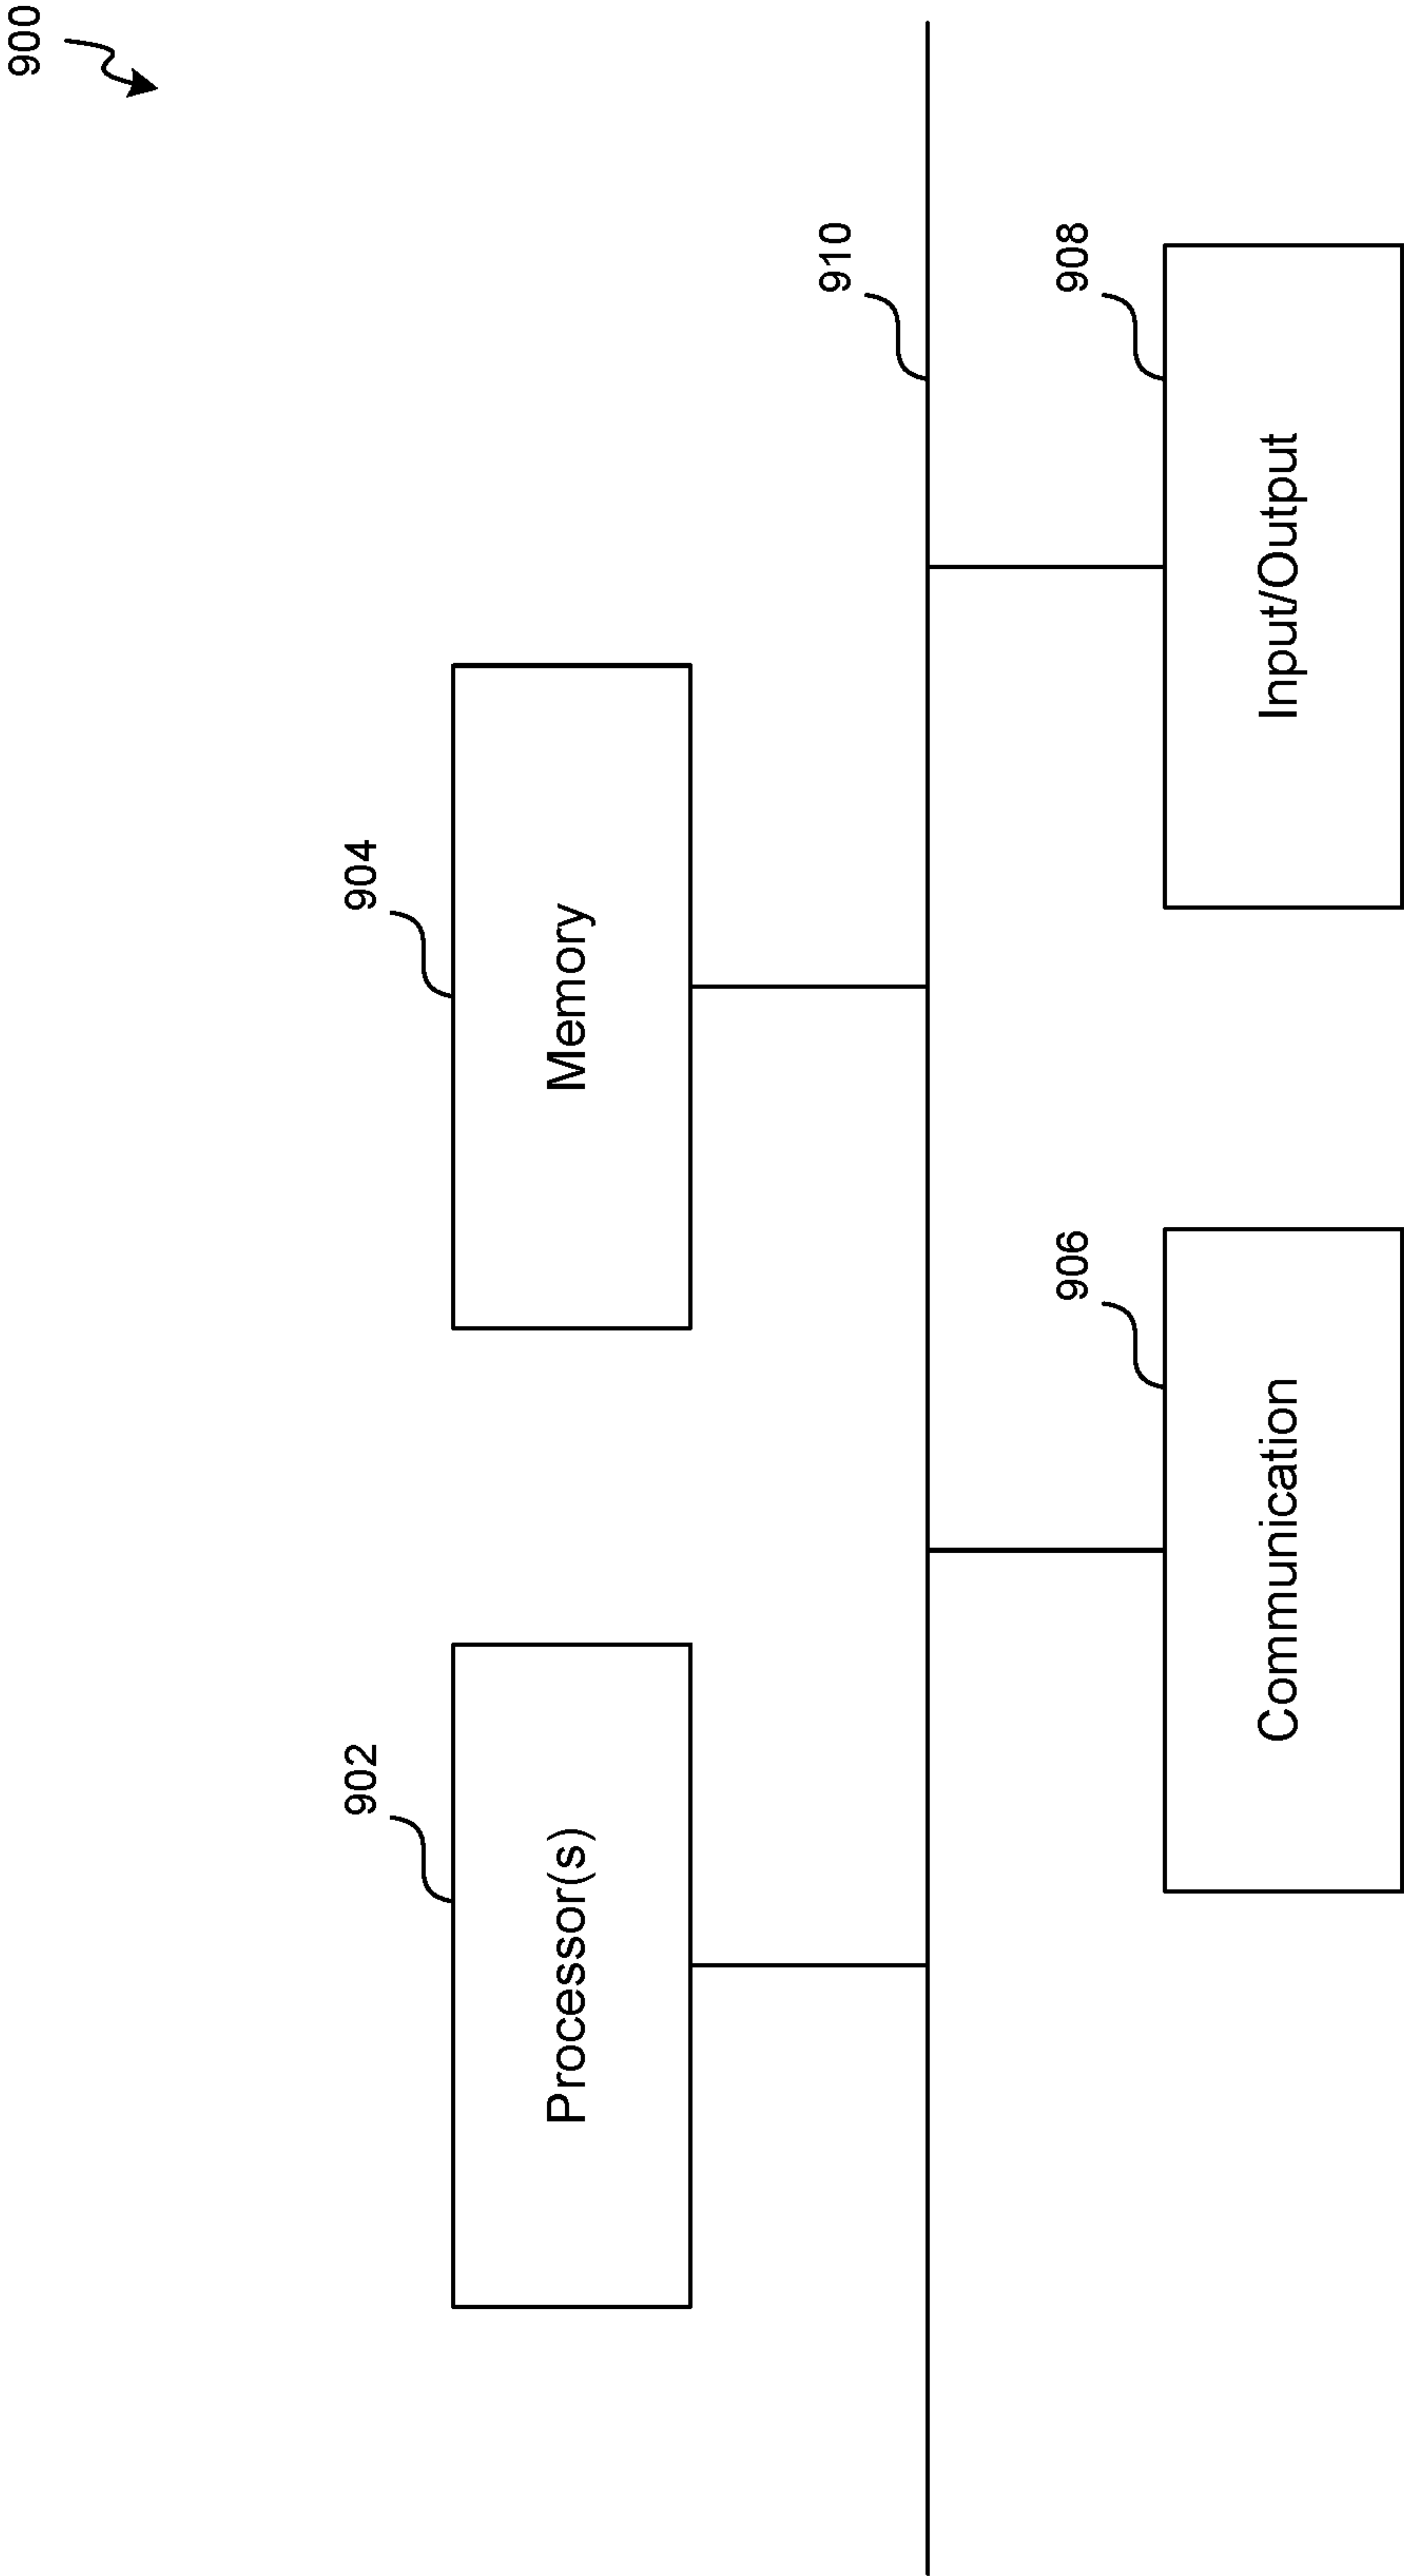 900
902
Processor(s)
904
Memory
910
906
Communication
908
Input/Output